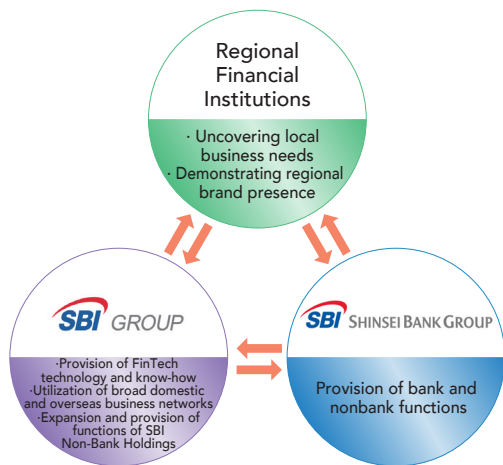 Regional
Financial
Institutions
· Uncovering local
business needs
· Demonstrating regional
brand presence
SBI GROUP
·Provision of FinTech
technology and know-how
·Utilization of broad domestic
and overseas business networks
·Expansion and provision of
functions of SBI
Non-Bank Holdings
SBI SHINSEI BANK GROUP
Provision of bank and
nonbank functions